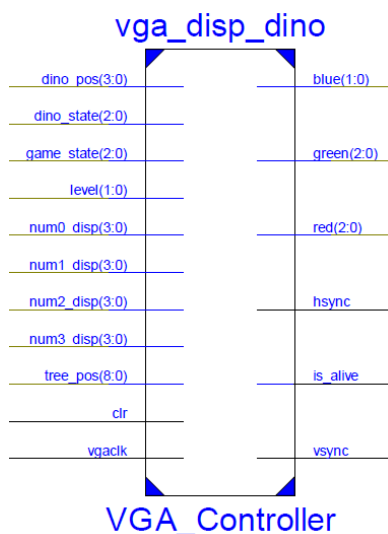 vga_disp_dino
dino_pos(3:0)
blue(1:0)
dino_state(2:0)
game_state(2:0)
green(2:0)
level(1:0)
num0_disp(3:0)
red(2:0)
num1_disp(3:0)
num2_disp(3:0)
hsync
num3_disp(3:0)
tree_pos(8:0)
is_alive
clr
vgaclk
vsync
VGA_Controller